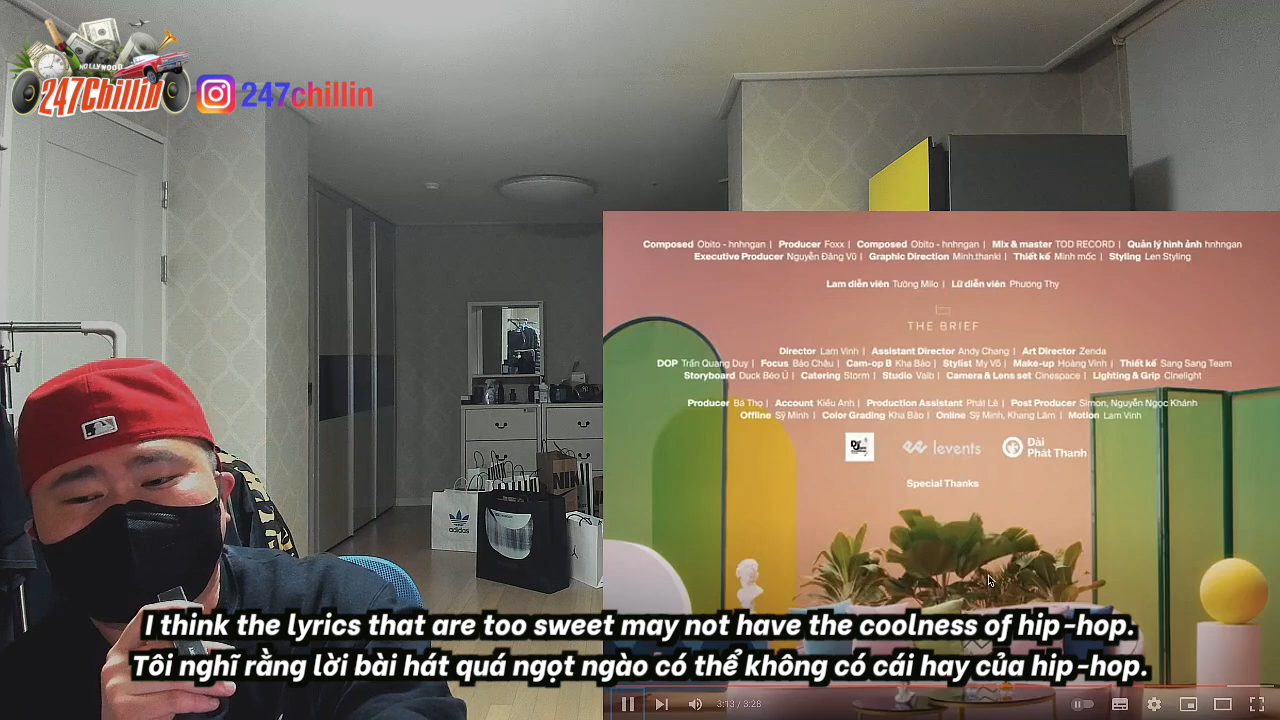 HOLLYWOOD
247Chillin
247chillin
Composed Obito - hnhngan | Producer Foxx | Composed Obito - hnhngan | Mix & master TOD RECORD | Quản lý hình ảnh hnhngan
Executive Producer Nguyễn Đăng Vũ | Graphic Direction Minh.thanki | Thiết kế Minh mốc | Styling Len Styling
Lam diễn viên Tường Milo | Lữ diễn viên Phương Thy
THE BRIEF
Director Lam Vinh | Assistant Director Andy Chang | Art Director Zenda
DOP Trần Quang Duy | Focus Bảo Châu | Cam-op B Kha Bảo | Stylist My Võ | Make-up Hoàng Vinh | Thiết kế Sang Sang Team
Storyboard Duck Béo Ú | Catering Storm | Studio Vaib | Camera & Lens set Cinespace | Lighting & Grip Cinelight
Producer Bá Thọ | Account Kiều Anh | Production Assistant Phát Lê | Post Producer Simon, Nguyễn Ngọc Khánh
Offline Sỹ Minh | Color Grading Kha Bảo | Online Sỹ Minh, Khang Lâm | Motion Lam Vinh
levents
Đài
Phát Thanh
Special Thanks
adidas
I think the lyrics that are too sweet may not have the coolness of hip-hop.
Tôi nghĩ rằng lời bài hát quá ngọt ngào có thể không có cái hay của hip-hop.
3:13 / 3:28